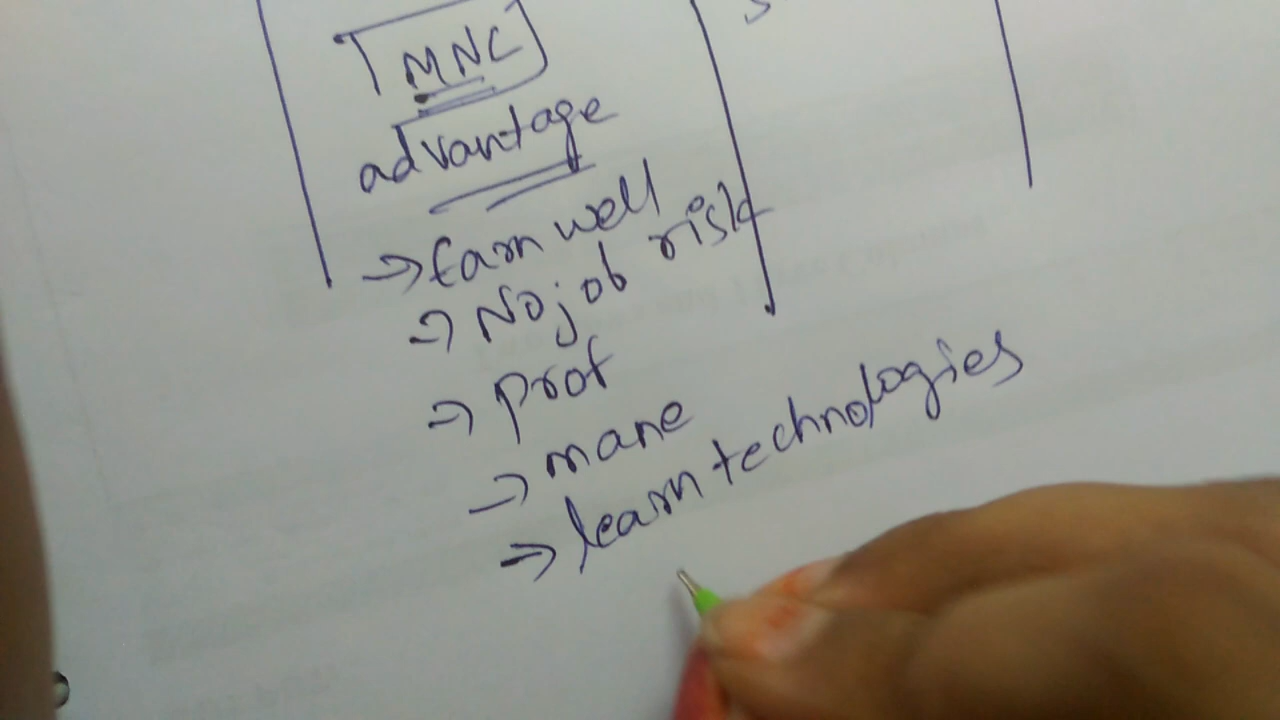 MNC
advantage
→ Earn well
→ No job risk
→ prof
→ mane
→ learn technologies